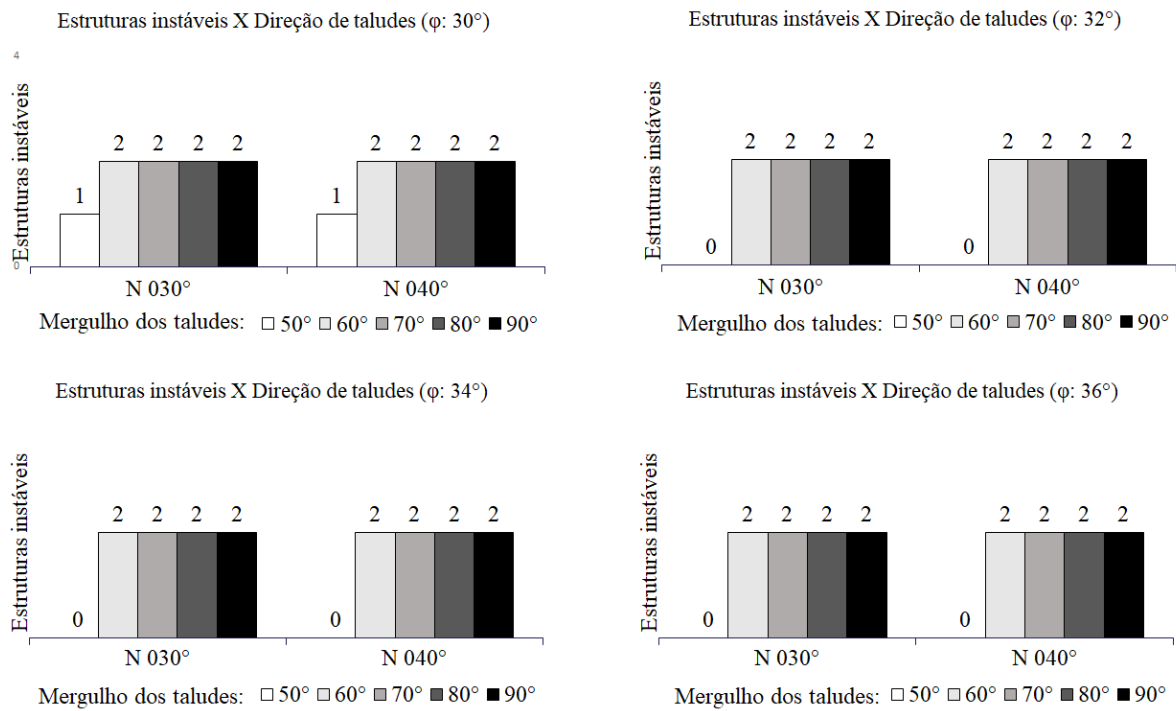 Estruturas instáveis X Direção de taludes (φ: 30°)
4
Estruturas instáveis
0
1 2 2 2 2 1 2 2 2 2
N 030° N 040°
Mergulho dos taludes: 50° 60° 70° 80° 90°
Estruturas instáveis X Direção de taludes (φ: 32°)
Estruturas instáveis
0 2 2 2 2 0 2 2 2 2
N 030° N 040°
Mergulho dos taludes: 50° 60° 70° 80° 90°
Estruturas instáveis X Direção de taludes (φ: 34°)
Estruturas instáveis
0 2 2 2 2 0 2 2 2 2
N 030° N 040°
Mergulho dos taludes: 50° 60° 70° 80° 90°
Estruturas instáveis X Direção de taludes (φ: 36°)
Estruturas instáveis
0 2 2 2 2 0 2 2 2 2
N 030° N 040°
Mergulho dos taludes: 50° 60° 70° 80° 90°